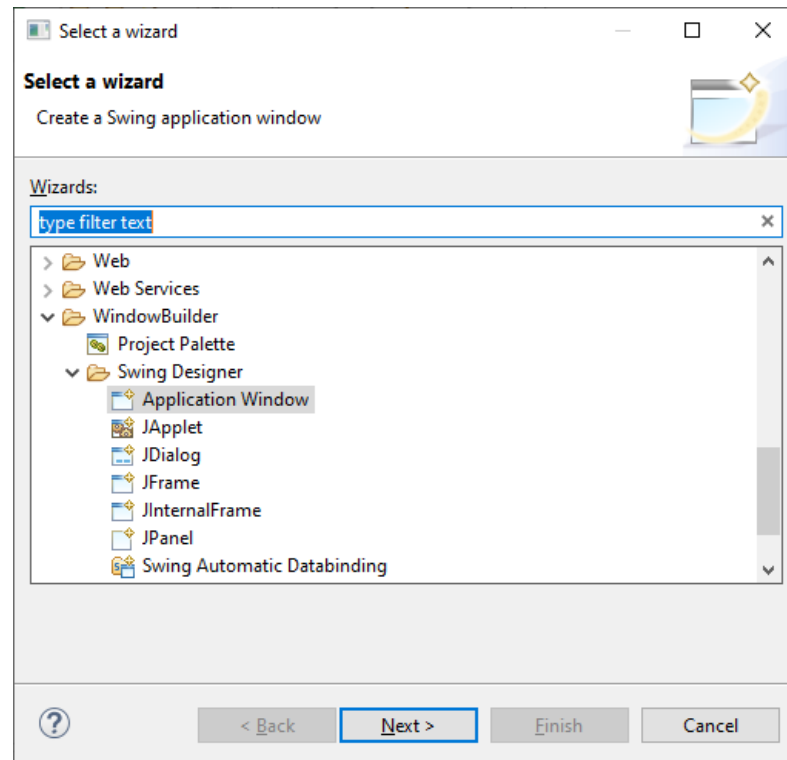 Select a wizard
Select a wizard
Create a Swing application window
Wizards:
type filter text
Web
Web Services
WindowBuilder
Project Palette
Swing Designer
Application Window
JApplet
JDialog
JFrame
JInternalFrame
JPanel
Swing Automatic Databinding
? < Back Next > Finish Cancel